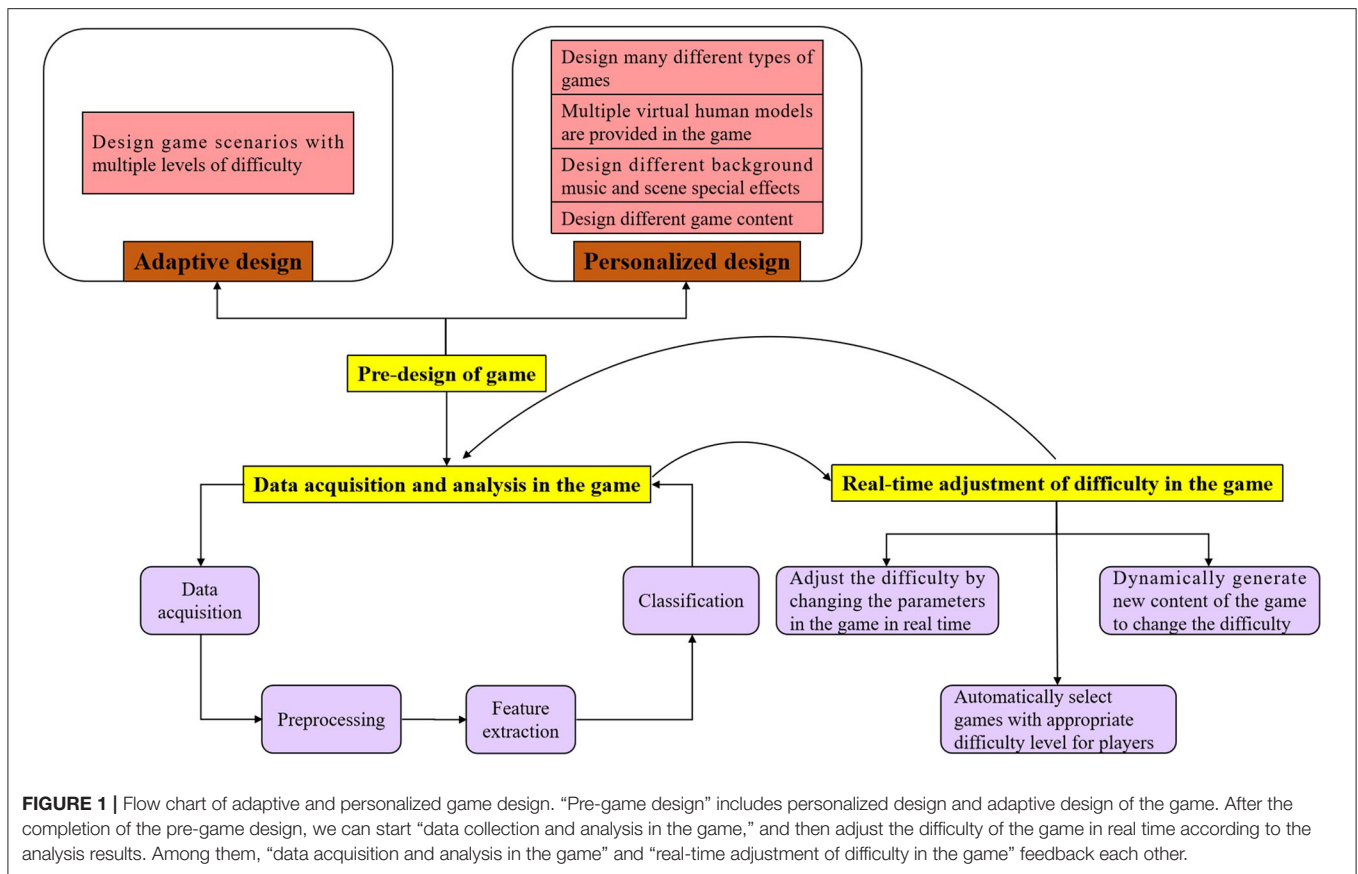 Design game scenarios with
multiple levels of difficulty
Adaptive design
Design many different types of
games
Multiple virtual human models
are provided in the game
Design different background
music and scene special effects
Design different game content
Personalized design
Pre-design of game
Data acquisition and analysis in the game
Real-time adjustment of difficulty in the game
Data
acquisition
Preprocessing
Feature
extraction
Classification
Adjust the difficulty by
changing the parameters
in the game in real time
Automatically select
games with appropriate
difficulty level for players
Dynamically generate
new content of the game
to change the difficulty
FIGURE 1 | Flow chart of adaptive and personalized game design. “Pre-game design” includes personalized design and adaptive design of the game. After the
completion of the pre-game design, we can start “data collection and analysis in the game,” and then adjust the difficulty of the game in real time according to the
analysis results. Among them, “data acquisition and analysis in the game” and “real-time adjustment of difficulty in the game” feedback each other.